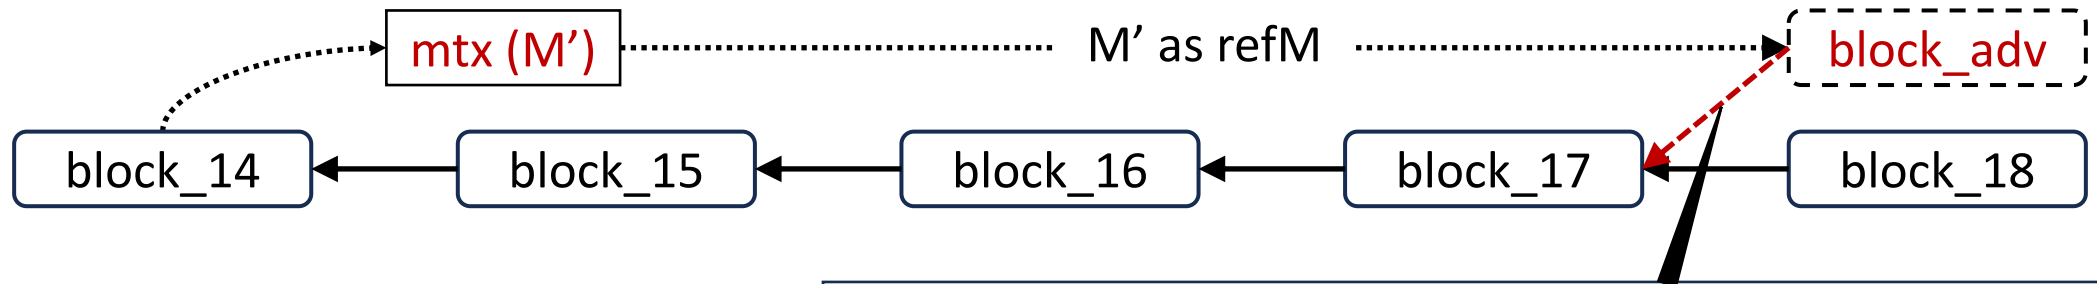 mtx (M’) M’ as refM block_adv
block_14 block_15 block_16 block_17 block_18